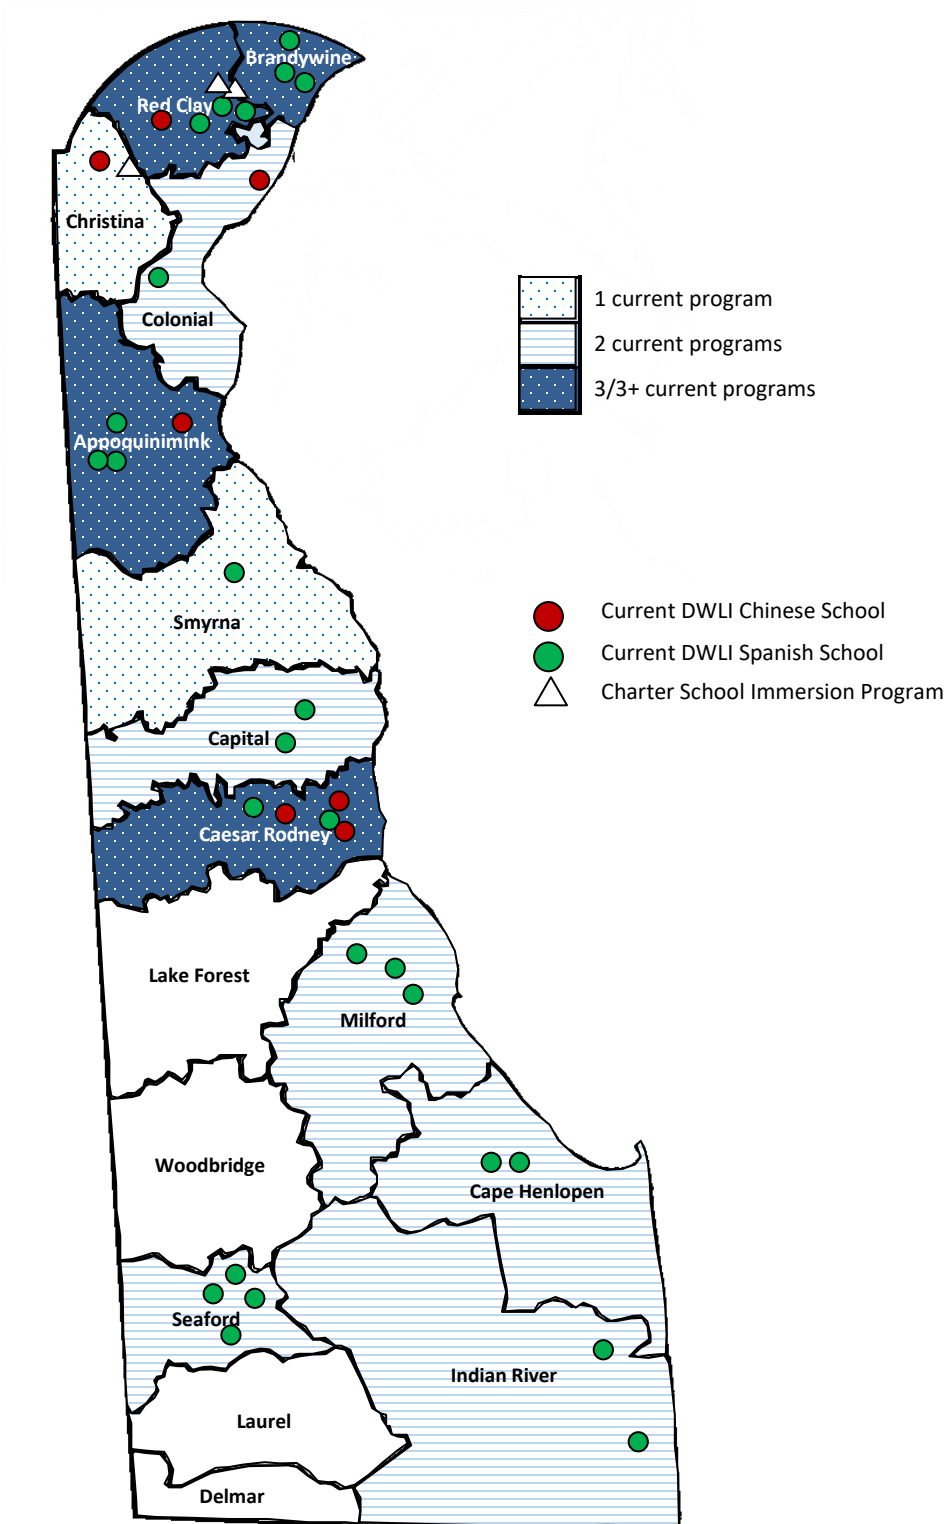 Brandywine
Red Clay
Christina
Colonial
1 current program
2 current programs
3/3+ current programs
Appoquinimink
Smyrna
Current DWLI Chinese School
Current DWLI Spanish School
Charter School Immersion Program
Capital
Caesar Rodney
Lake Forest
Milford
Woodbridge
Cape Henlopen
Seaford
Indian River
Laurel
Delmar